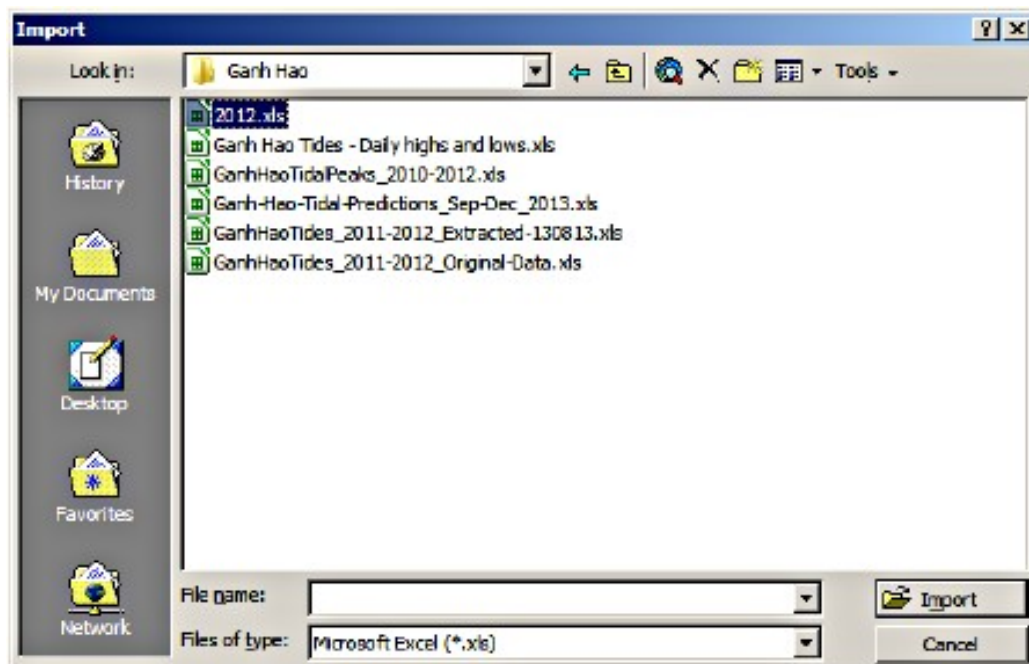 Import
Look in: Ganh Hao Tools
2012.xls
Ganh Hao Tides - Daily highs and lows.xls
GanhHaoTidalPeaks_2010-2012.xls
Ganh-Hao-Tidal-Predictions_Sep-Dec_2013.xls
GanhHaoTides_2011-2012_Extracted-130813.xls
GanhHaoTides_2011-2012_Original-Data.xls
History
My Documents
Desktop
Favorites
Network
File name:
Import
Files of type: Microsoft Excel (*.xls)
Cancel